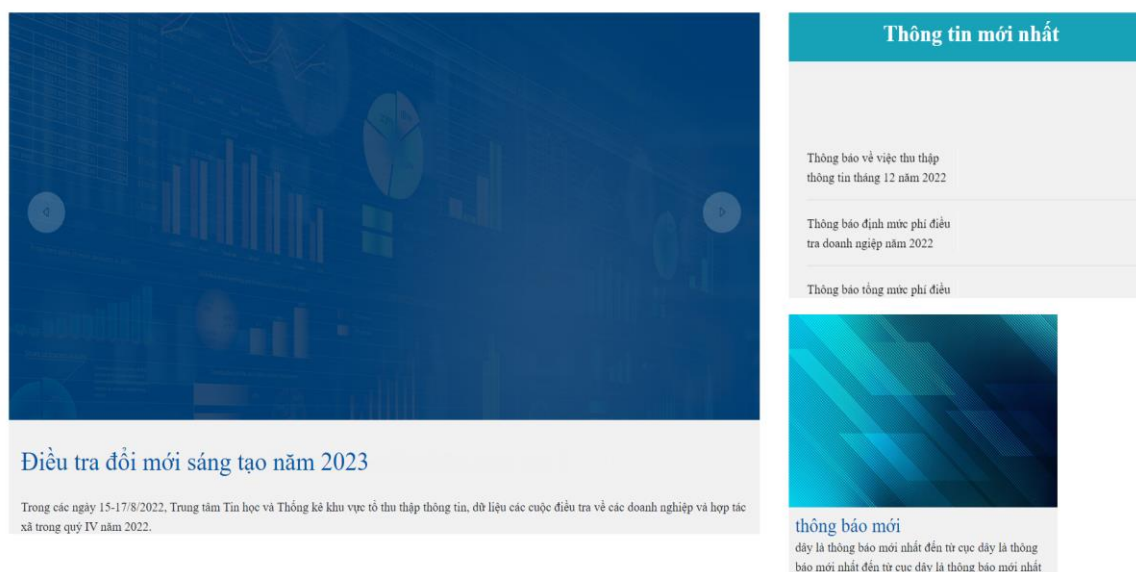 Thông tin mới nhất
Thông báo về việc thu thập
thông tin tháng 12 năm 2022
Thông báo định mức phí điều
tra doanh ngiệp năm 2022
Thông báo tổng mức phí điều
Điều tra đổi mới sáng tạo năm 2023
Trong các ngày 15-17/8/2022, Trung tâm Tin học và Thống kê khu vực tổ thu thập thông tin, dữ liệu các cuộc điều tra về các doanh nghiệp và hợp tác
xã trong quý IV năm 2022.
thông báo mới
dây là thông báo mới nhất đến từ cục dây là thông
báo mới nhất đến từ cục dây là thông báo mới nhất